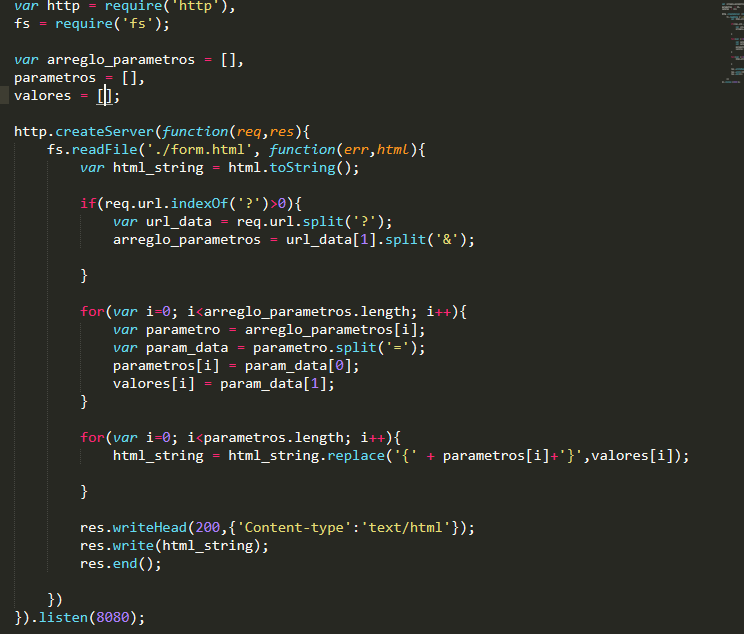 var http = require('http'),
fs = require('fs');
var arreglo_parametros = [],
parametros = [],
valores = [];
http.createServer(function(req,res){
fs.readFile('./form.html', function(err,html){
var html_string = html.toString();
if(req.url.indexOf('?')>0){
var url_data = req.url.split('?');
arreglo_parametros = url_data[1].split('&');
}
for(var i=0; i<arreglo_parametros.length; i++){
var parametro = arreglo_parametros[i];
var param_data = parametro.split('=');
parametros[i] = param_data[0];
valores[i] = param_data[1];
}
for(var i=0; i<parametros.length; i++){
html_string = html_string.replace('{' + parametros[i]+'}',valores[i]);
}
res.writeHead(200,{'Content-type':'text/html'});
res.write(html_string);
res.end();
})
}).listen(8080);